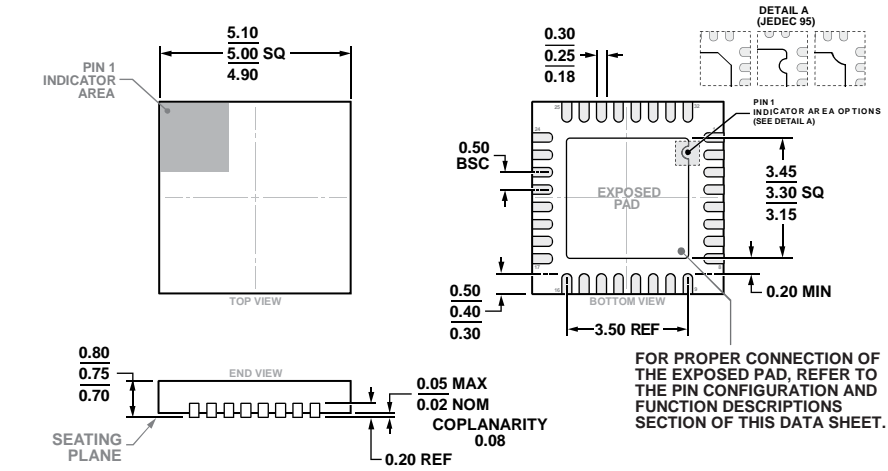 DETAIL A
(JEDEC 95)
5.10
5.00 SQ
4.90
0.30
0.25
0.18
PIN 1
INDICATOR
AREA
PIN 1
INDICATOR AREA OPTIONS
(SEE DETAIL A)
25
32
24
1
0.50
BSC
EXPOSED
PAD
3.45
3.30 SQ
3.15
17
8
16
9
0.50
0.40
0.30
0.20 MIN
TOP VIEW
BOTTOM VIEW
3.50 REF
0.80
0.75
0.70
END VIEW
0.05 MAX
0.02 NOM
COPLANARITY
0.08
0.20 REF
SEATING
PLANE
FOR PROPER CONNECTION OF
THE EXPOSED PAD, REFER TO
THE PIN CONFIGURATION AND
FUNCTION DESCRIPTIONS
SECTION OF THIS DATA SHEET.